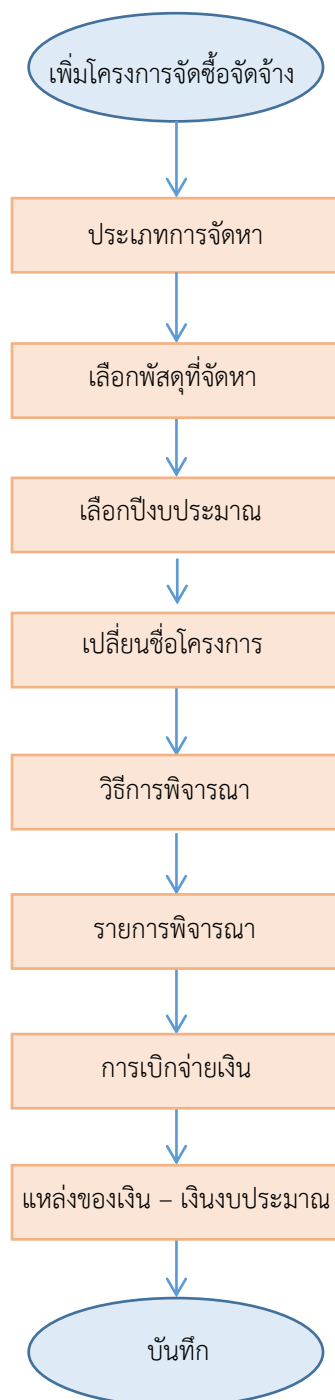 เพิ่มโครงการจัดซื้อจัดจ้าง
ประเภทการจัดหา
เลือกพัสดุที่จัดหา
เลือกปีงบประมาณ
เปลี่ยนชื่อโครงการ
วิธีการพิจารณา
รายการพิจารณา
การเบิกจ่ายเงิน
แหล่งของเงิน – เงินงบประมาณ
บันทึก